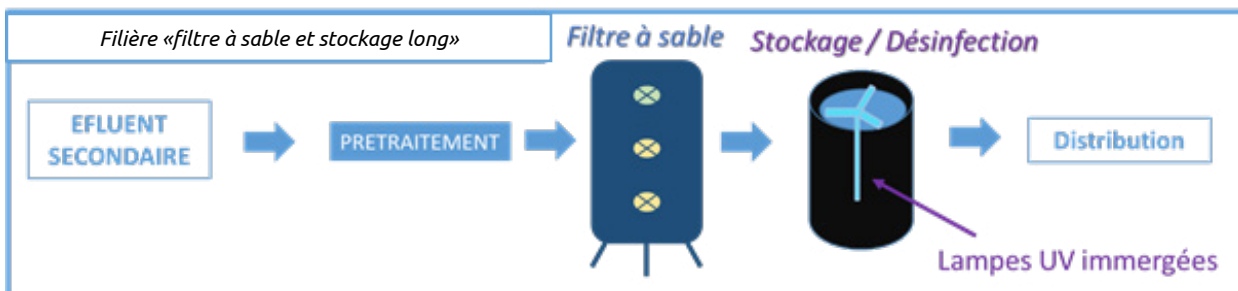 Filière «filtre à sable et stockage long»
Filtre à sable
Stockage / Désinfection
EFLUENT
SECONDAIRE
PRETRAITEMENT
Distribution
Lampes UV immergées